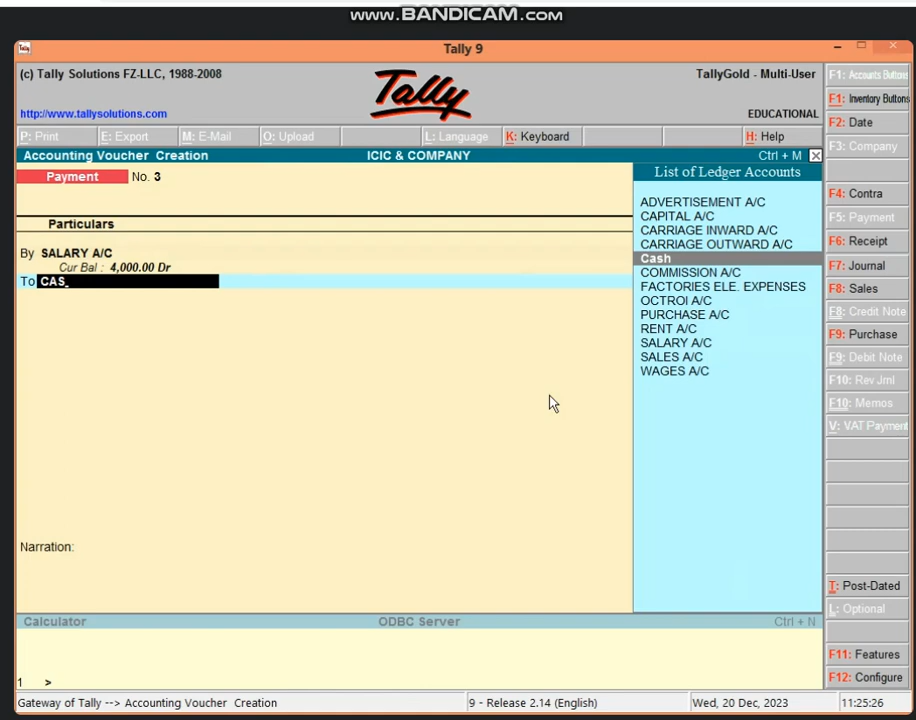 www.BANDICAM.com
Tally 9
(c) Tally Solutions FZ-LLC, 1988-2008
Tally
TallyGold - Multi-User
http://www.tallysolutions.com
EDUCATIONAL
P: Print E: Export M: E-Mail O: Upload L: Language K: Keyboard H: Help
Accounting Voucher Creation ICIC & COMPANY Ctrl + M X
Payment No. 3
Particulars
By SALARY A/C
Cur Bal : 4,000.00 Dr
To CAS_
Narration:
List of Ledger Accounts
ADVERTISEMENT A/C
CAPITAL A/C
CARRIAGE INWARD A/C
CARRIAGE OUTWARD A/C
Cash
COMMISSION A/C
FACTORIES ELE. EXPENSES
OCTROI A/C
PURCHASE A/C
RENT A/C
SALARY A/C
SALES A/C
WAGES A/C
F1: Accounts Buttons
F1: Inventory Buttons
F2: Date
F3: Company
F4: Contra
F5: Payment
F6: Receipt
F7: Journal
F8: Sales
F8: Credit Note
F9: Purchase
F9: Debit Note
F10: Rev Jrnl
F10: Memos
V: VAT Payment
T: Post-Dated
L: Optional
F11: Features
F12: Configure
Calculator ODBC Server Ctrl + N
1 >
Gateway of Tally --> Accounting Voucher Creation 9 - Release 2.14 (English) Wed, 20 Dec, 2023 11:25:26